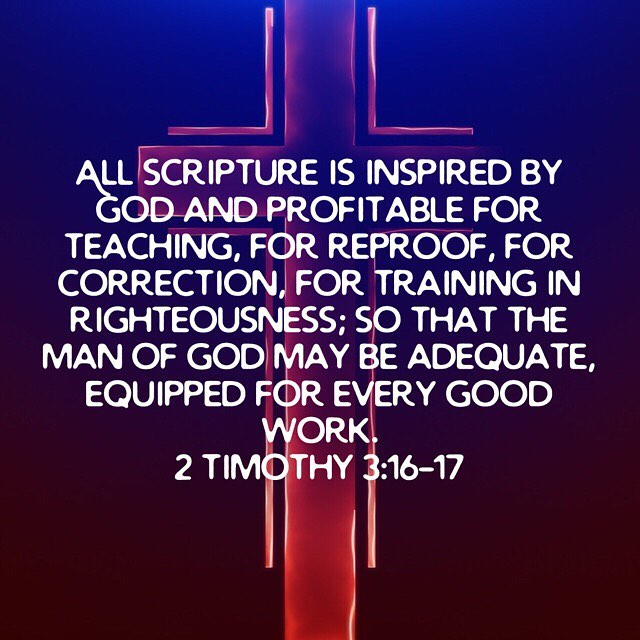 ALL SCRIPTURE IS INSPIRED BY
GOD AND PROFITABLE FOR
TEACHING, FOR REPROOF, FOR
CORRECTION, FOR TRAINING IN
RIGHTEOUSNESS; SO THAT THE
MAN OF GOD MAY BE ADEQUATE,
EQUIPPED FOR EVERY GOOD
WORK.
2 TIMOTHY 3:16-17